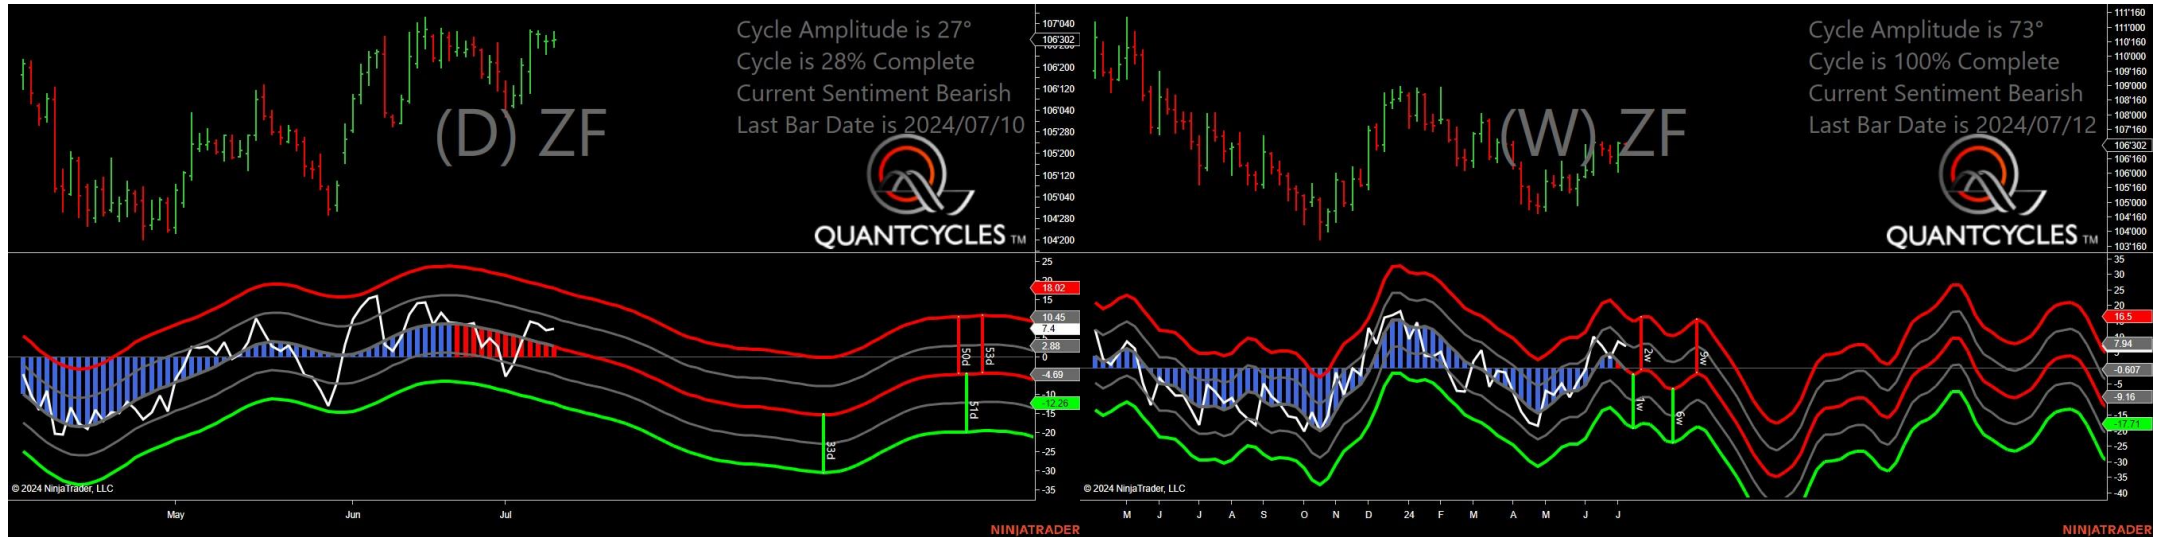 Cycle Amplitude is 27°
Cycle is 28% Complete
Current Sentiment Bearish
Last Bar Date is 2024/07/10
(D) ZF
QUANTCYCLES TM
107'040
106'302
106'200
106'120
106'040
105'280
105'200
105'120
105'040
104'280
104'200
25
20
18.02
15
10.45
7.4
2.88
0
-4.69
-10
-12.26
-15
-20
-25
-30
-35
33d
50d
51d
53d
© 2024 NinjaTrader, LLC
May
Jun
Jul
NINJATRADER
Cycle Amplitude is 73°
Cycle is 100% Complete
Current Sentiment Bearish
Last Bar Date is 2024/07/12
(W) ZF
QUANTCYCLES TM
111'160
111'000
110'160
110'000
109'160
109'000
108'160
108'000
107'160
106'302
106'160
106'000
105'160
105'000
104'160
104'000
103'160
35
30
25
20
16.5
7.94
-0.607
-5
-9.16
-15
-17.71
-25
-30
-35
-40
1w
2w
6w
9w
© 2024 NinjaTrader, LLC
M
J
J
A
S
O
N
D
24
F
M
A
M
J
J
NINJATRADER